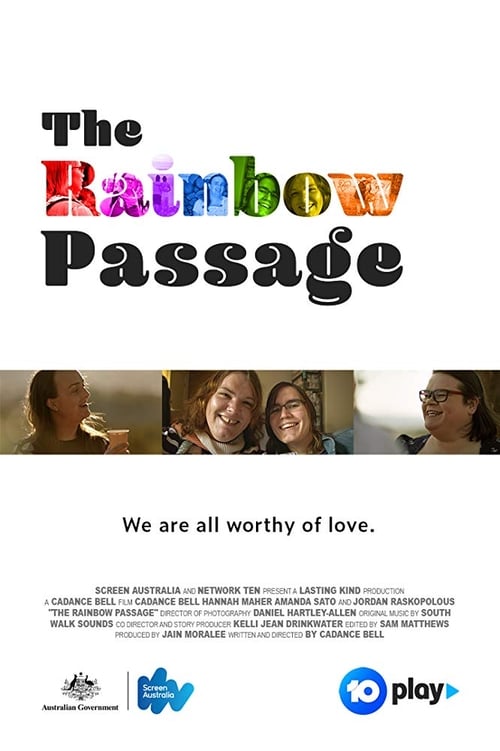 The
Rainbow
Passage
We are all worthy of love.
SCREEN AUSTRALIA AND NETWORK TEN PRESENT A LASTING KIND PRODUCTION
A CADANCE BELL FILM CADANCE BELL HANNAH MAHER AMANDA SATO AND JORDAN RASKOPOLOUS
"THE RAINBOW PASSAGE" DIRECTOR OF PHOTOGRAPHY DANIEL HARTLEY-ALLEN ORIGINAL MUSIC BY SOUTH
WALK SOUNDS CO DIRECTOR AND STORY PRODUCER KELLI JEAN DRINKWATER EDITED BY SAM MATTHEWS
PRODUCED BY JAIN MORALEE WRITTEN AND DIRECTED BY CADANCE BELL
Australian Government
Screen
Australia
10 play